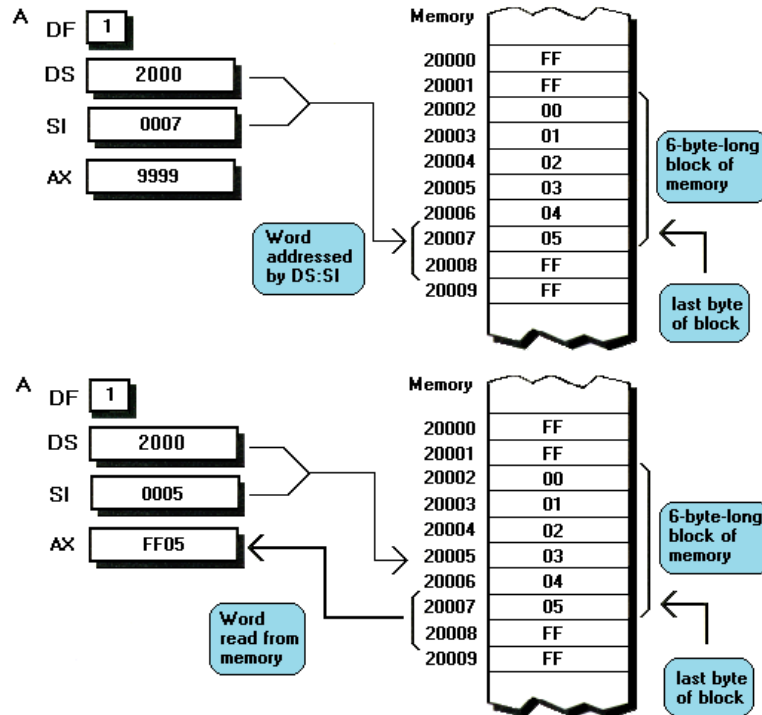 A
DF 1
DS 2000
SI 0007
AX 9999
Word
addressed
by DS:SI
Memory
20000 FF
20001 FF
20002 00
20003 01
20004 02
20005 03
20006 04
20007 05
20008 FF
20009 FF
6-byte-long
block of
memory
last byte
of block
A
DF 1
DS 2000
SI 0005
AX FF05
Word
read from
memory
Memory
20000 FF
20001 FF
20002 00
20003 01
20004 02
20005 03
20006 04
20007 05
20008 FF
20009 FF
6-byte-long
block of
memory
last byte
of block